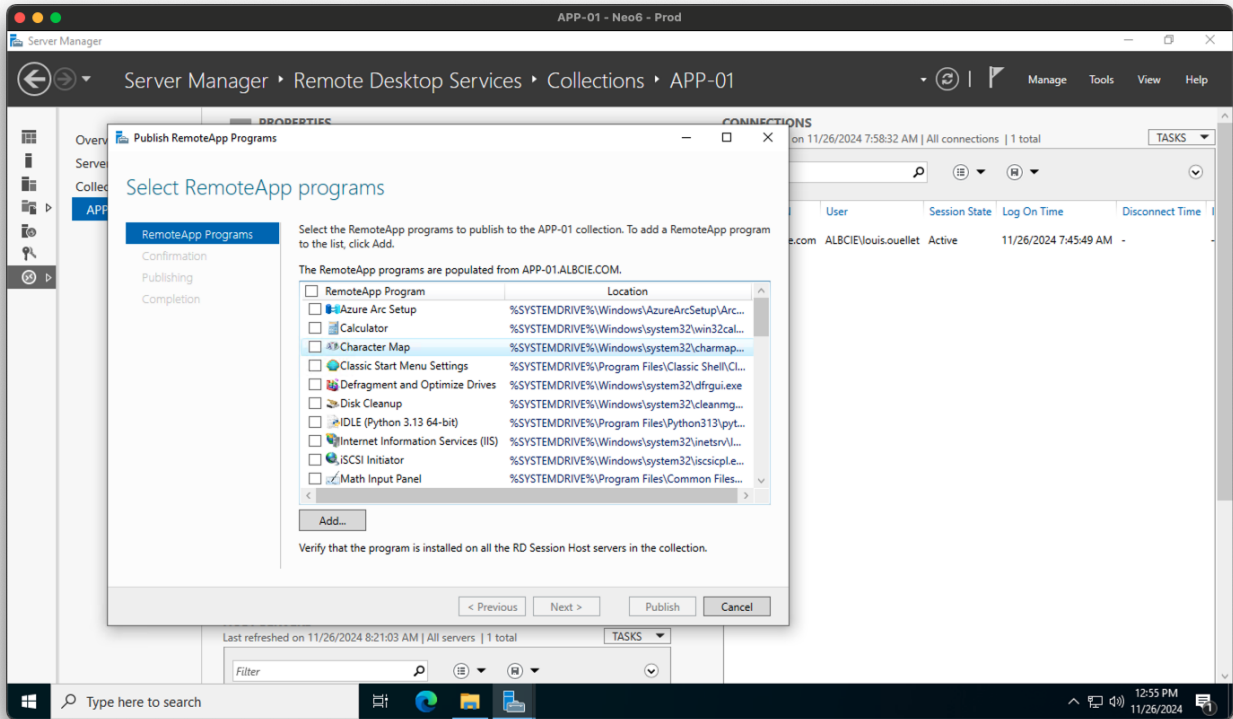 APP-01 - Neo6 - Prod
Server Manager
Server Manager ‣ Remote Desktop Services ‣ Collections ‣ APP-01
Manage Tools View Help
PROPERTIES
CONNECTIONS
on 11/26/2024 7:58:32 AM | All connections | 1 total
TASKS
User Session State Log On Time Disconnect Time
e.com ALBCIE\louis.ouellet Active 11/26/2024 7:45:49 AM - -
Overv
Server
Collec
APP
Publish RemoteApp Programs
Select RemoteApp programs
RemoteApp Programs
Confirmation
Publishing
Completion
Select the RemoteApp programs to publish to the APP-01 collection. To add a RemoteApp program
to the list, click Add.
The RemoteApp programs are populated from APP-01.ALBCIE.COM.
RemoteApp Program Location
Azure Arc Setup %SYSTEMDRIVE%\Windows\AzureArcSetup\Arc...
Calculator %SYSTEMDRIVE%\Windows\system32\win32cal...
Character Map %SYSTEMDRIVE%\Windows\system32\charmap...
Classic Start Menu Settings %SYSTEMDRIVE%\Program Files\Classic Shell\Cl...
Defragment and Optimize Drives %SYSTEMDRIVE%\Windows\system32\dfrgui.exe
Disk Cleanup %SYSTEMDRIVE%\Windows\system32\cleanmg...
IDLE (Python 3.13 64-bit) %SYSTEMDRIVE%\Program Files\Python313\pyt...
Internet Information Services (IIS) %SYSTEMDRIVE%\Windows\system32\inetsrv\I...
iSCSI Initiator %SYSTEMDRIVE%\Windows\system32\iscsicpl.e...
Math Input Panel %SYSTEMDRIVE%\Program Files\Common Files...
Add...
Verify that the program is installed on all the RD Session Host servers in the collection.
< Previous Next > Publish Cancel
Last refreshed on 11/26/2024 8:21:03 AM | All servers | 1 total
TASKS
Filter
Type here to search
12:55 PM
11/26/2024
1